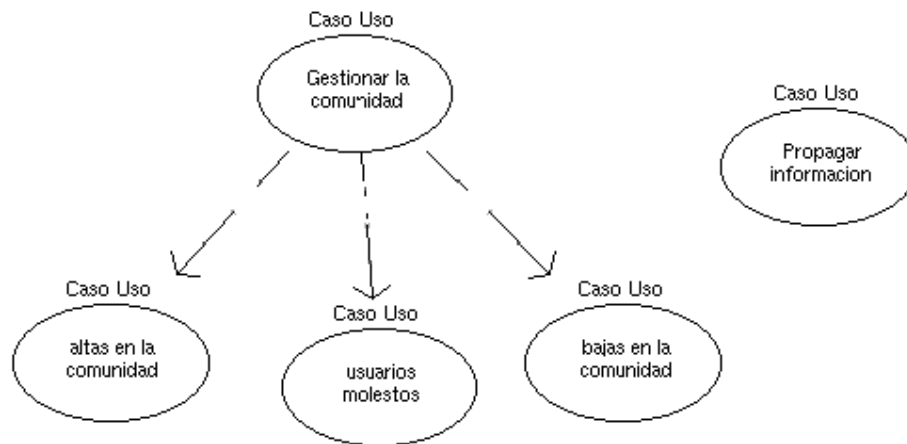 Caso Uso
Gestionar la
comunidad
Caso Uso
Propagar
informacion
Caso Uso
altas en la
comunidad
Caso Uso
usuarios
molestos
Caso Uso
bajas en la
comunidad